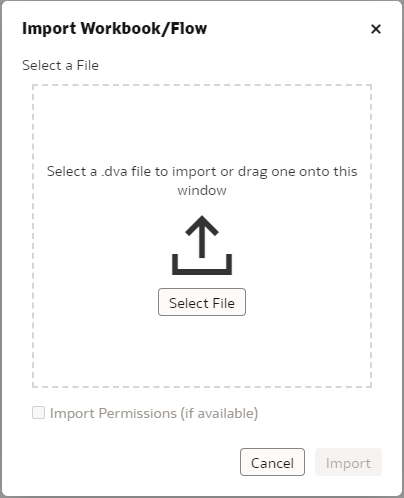 Import Workbook/Flow
Select a File
Select a .dva file to import or drag one onto this
window
Select File
Import Permissions (if available)
Cancel
Import